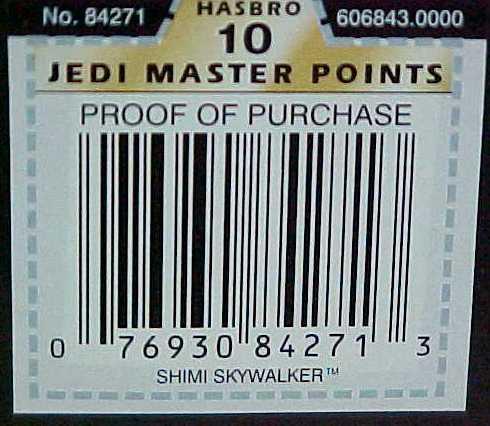 No. 84271 HASBRO 606843.0000
10
JEDI MASTER POINTS
PROOF OF PURCHASE
0 76930 84271 3
SHIMI SKYWALKER™